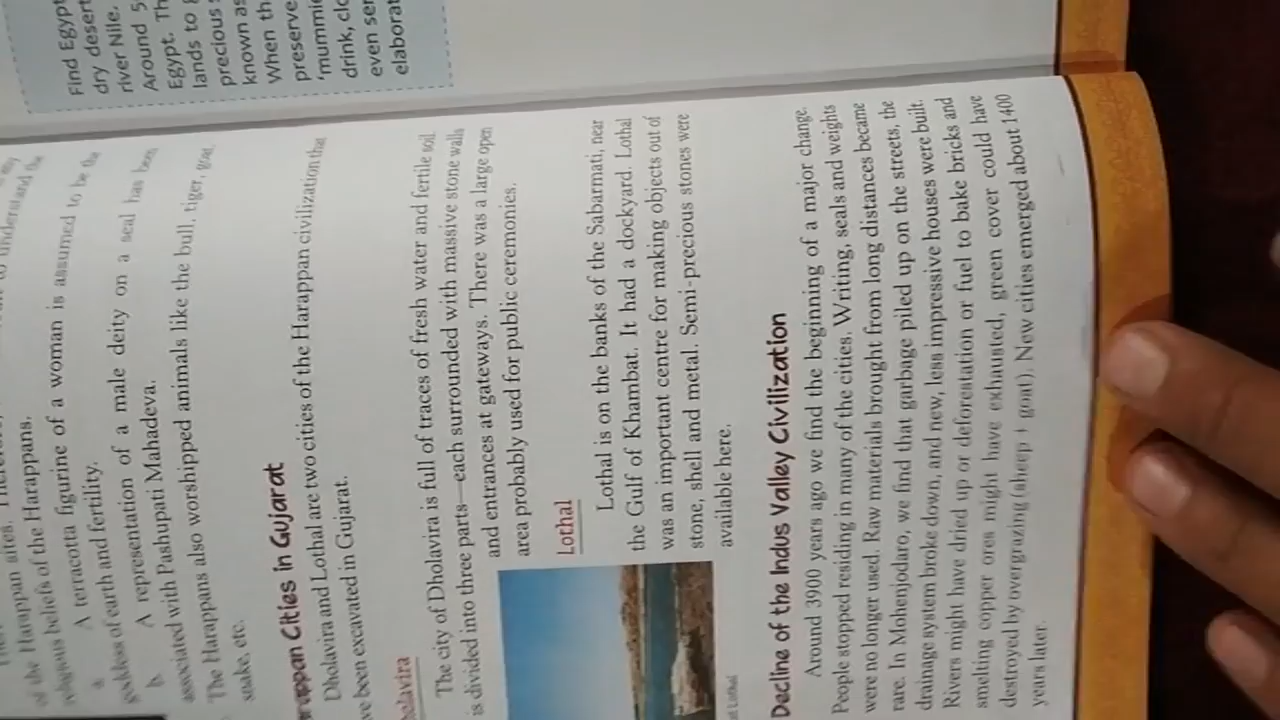 understand the
of the Harappan sites.
religious beliefs of the Harappans.
a. A terracotta figurine of a woman is assumed to be the
goddess of earth and fertility.
b. A representation of a male deity on a seal has been
associated with Pashupati Mahadeva.
The Harappans also worshipped animals like the bull, tiger, goat,
snake, etc.
arappan Cities in Gujarat
Dholavira and Lothal are two cities of the Harappan civilization that
ve been excavated in Gujarat.
holavira
The city of Dholavira is full of traces of fresh water and fertile soil.
is divided into three parts—each surrounded with massive stone walls
and entrances at gateways. There was a large open
area probably used for public ceremonies.
Lothal
Lothal is on the banks of the Sabarmati, near
the Gulf of Khambat. It had a dockyard. Lothal
was an important centre for making objects out of
stone, shell and metal. Semi-precious stones were
available here.
at Lothal
Decline of the Indus Valley Civilization
Around 3900 years ago we find the beginning of a major change.
People stopped residing in many of the cities. Writing, seals and weights
were no longer used. Raw materials brought from long distances became
rare. In Mohenjodaro, we find that garbage piled up on the streets, the
drainage system broke down, and new, less impressive houses were built.
Rivers might have dried up or deforestation or fuel to bake bricks and
smelting copper ores might have exhausted, green cover could have
destroyed by overgrazing (sheep + goat). New cities emerged about 1400
years later.
Find Egypt
dry desert
river Nile.
Around 5
Egypt. Th
lands to
precious
known as
When th
preserve
'mummie
drink, clo
even ser
elaborat